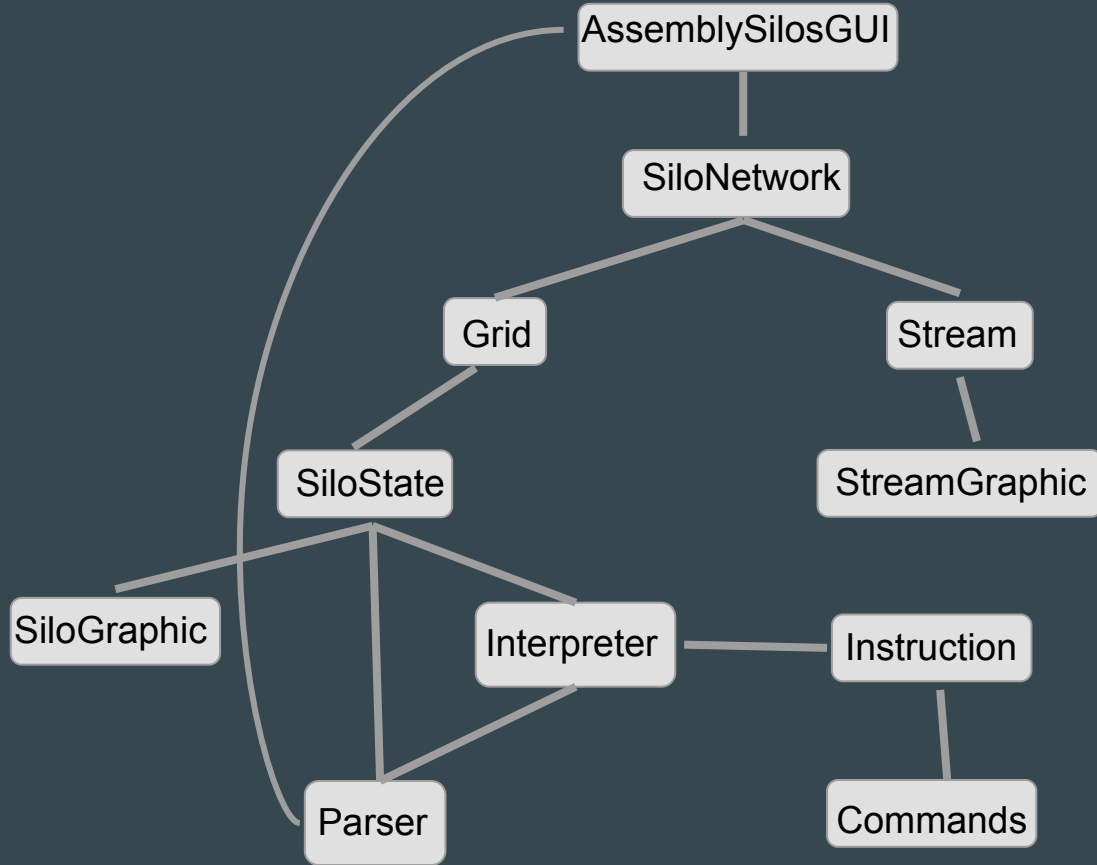 AssemblySilosGUI
SiloNetwork
Grid
Stream
SiloState
StreamGraphic
SiloGraphic
Interpreter
Instruction
Parser
Commands